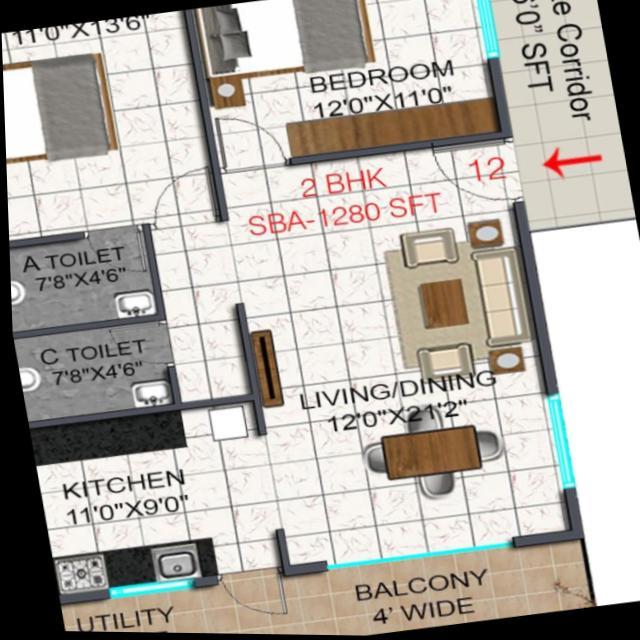 11'0"X13'6"
BEDROOM
12'0"X11'0"
Corridor
SFT
2 BHK
12
SBA-1280 SFT
A TOILET
7'8"X4'6"
C TOILET
7'8"X4'6"
LIVING/DINING
12'0"X21'2"
KITCHEN
11'0"X9'0"
BALCONY
4' WIDE
UTILITY